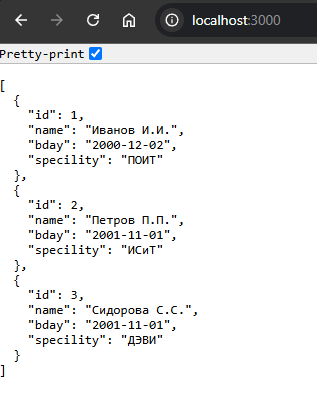 localhost:3000
Pretty-print
[
  {
    "id": 1,
    "name": "Иванов И.И.",
    "bday": "2000-12-02",
    "specility": "ПОИТ"
  },
  {
    "id": 2,
    "name": "Петров П.П.",
    "bday": "2001-11-01",
    "specility": "ИСиТ"
  },
  {
    "id": 3,
    "name": "Сидорова С.С.",
    "bday": "2001-11-01",
    "specility": "ДЭВИ"
  }
]